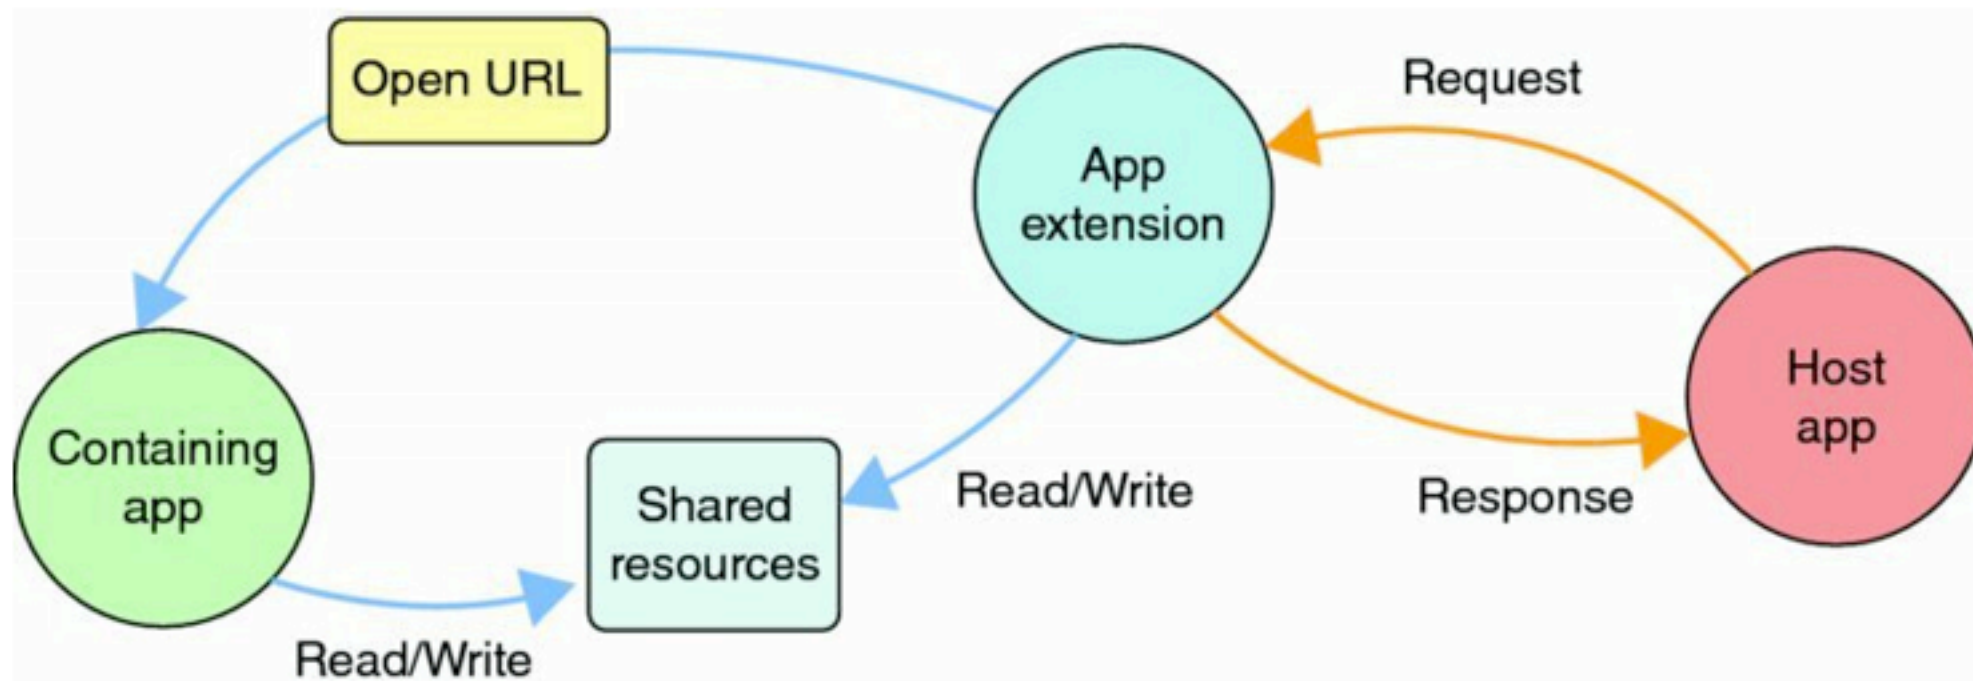 Open URL
Request
App
extension
Host
app
Containing
app
Shared
resources
Read/Write
Response
Read/Write